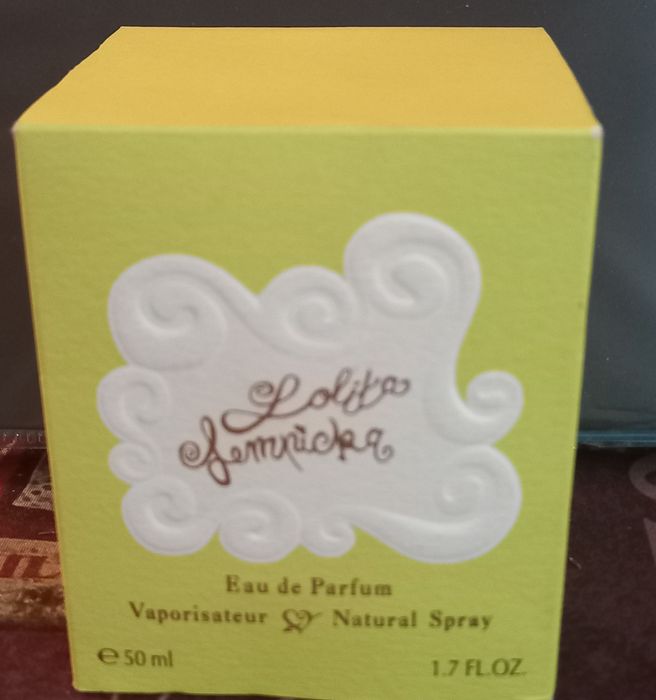 Lolita
Lempicka
Eau de Parfum
Vaporisateur Natural Spray
℮ 50 ml
1.7 FL.OZ.